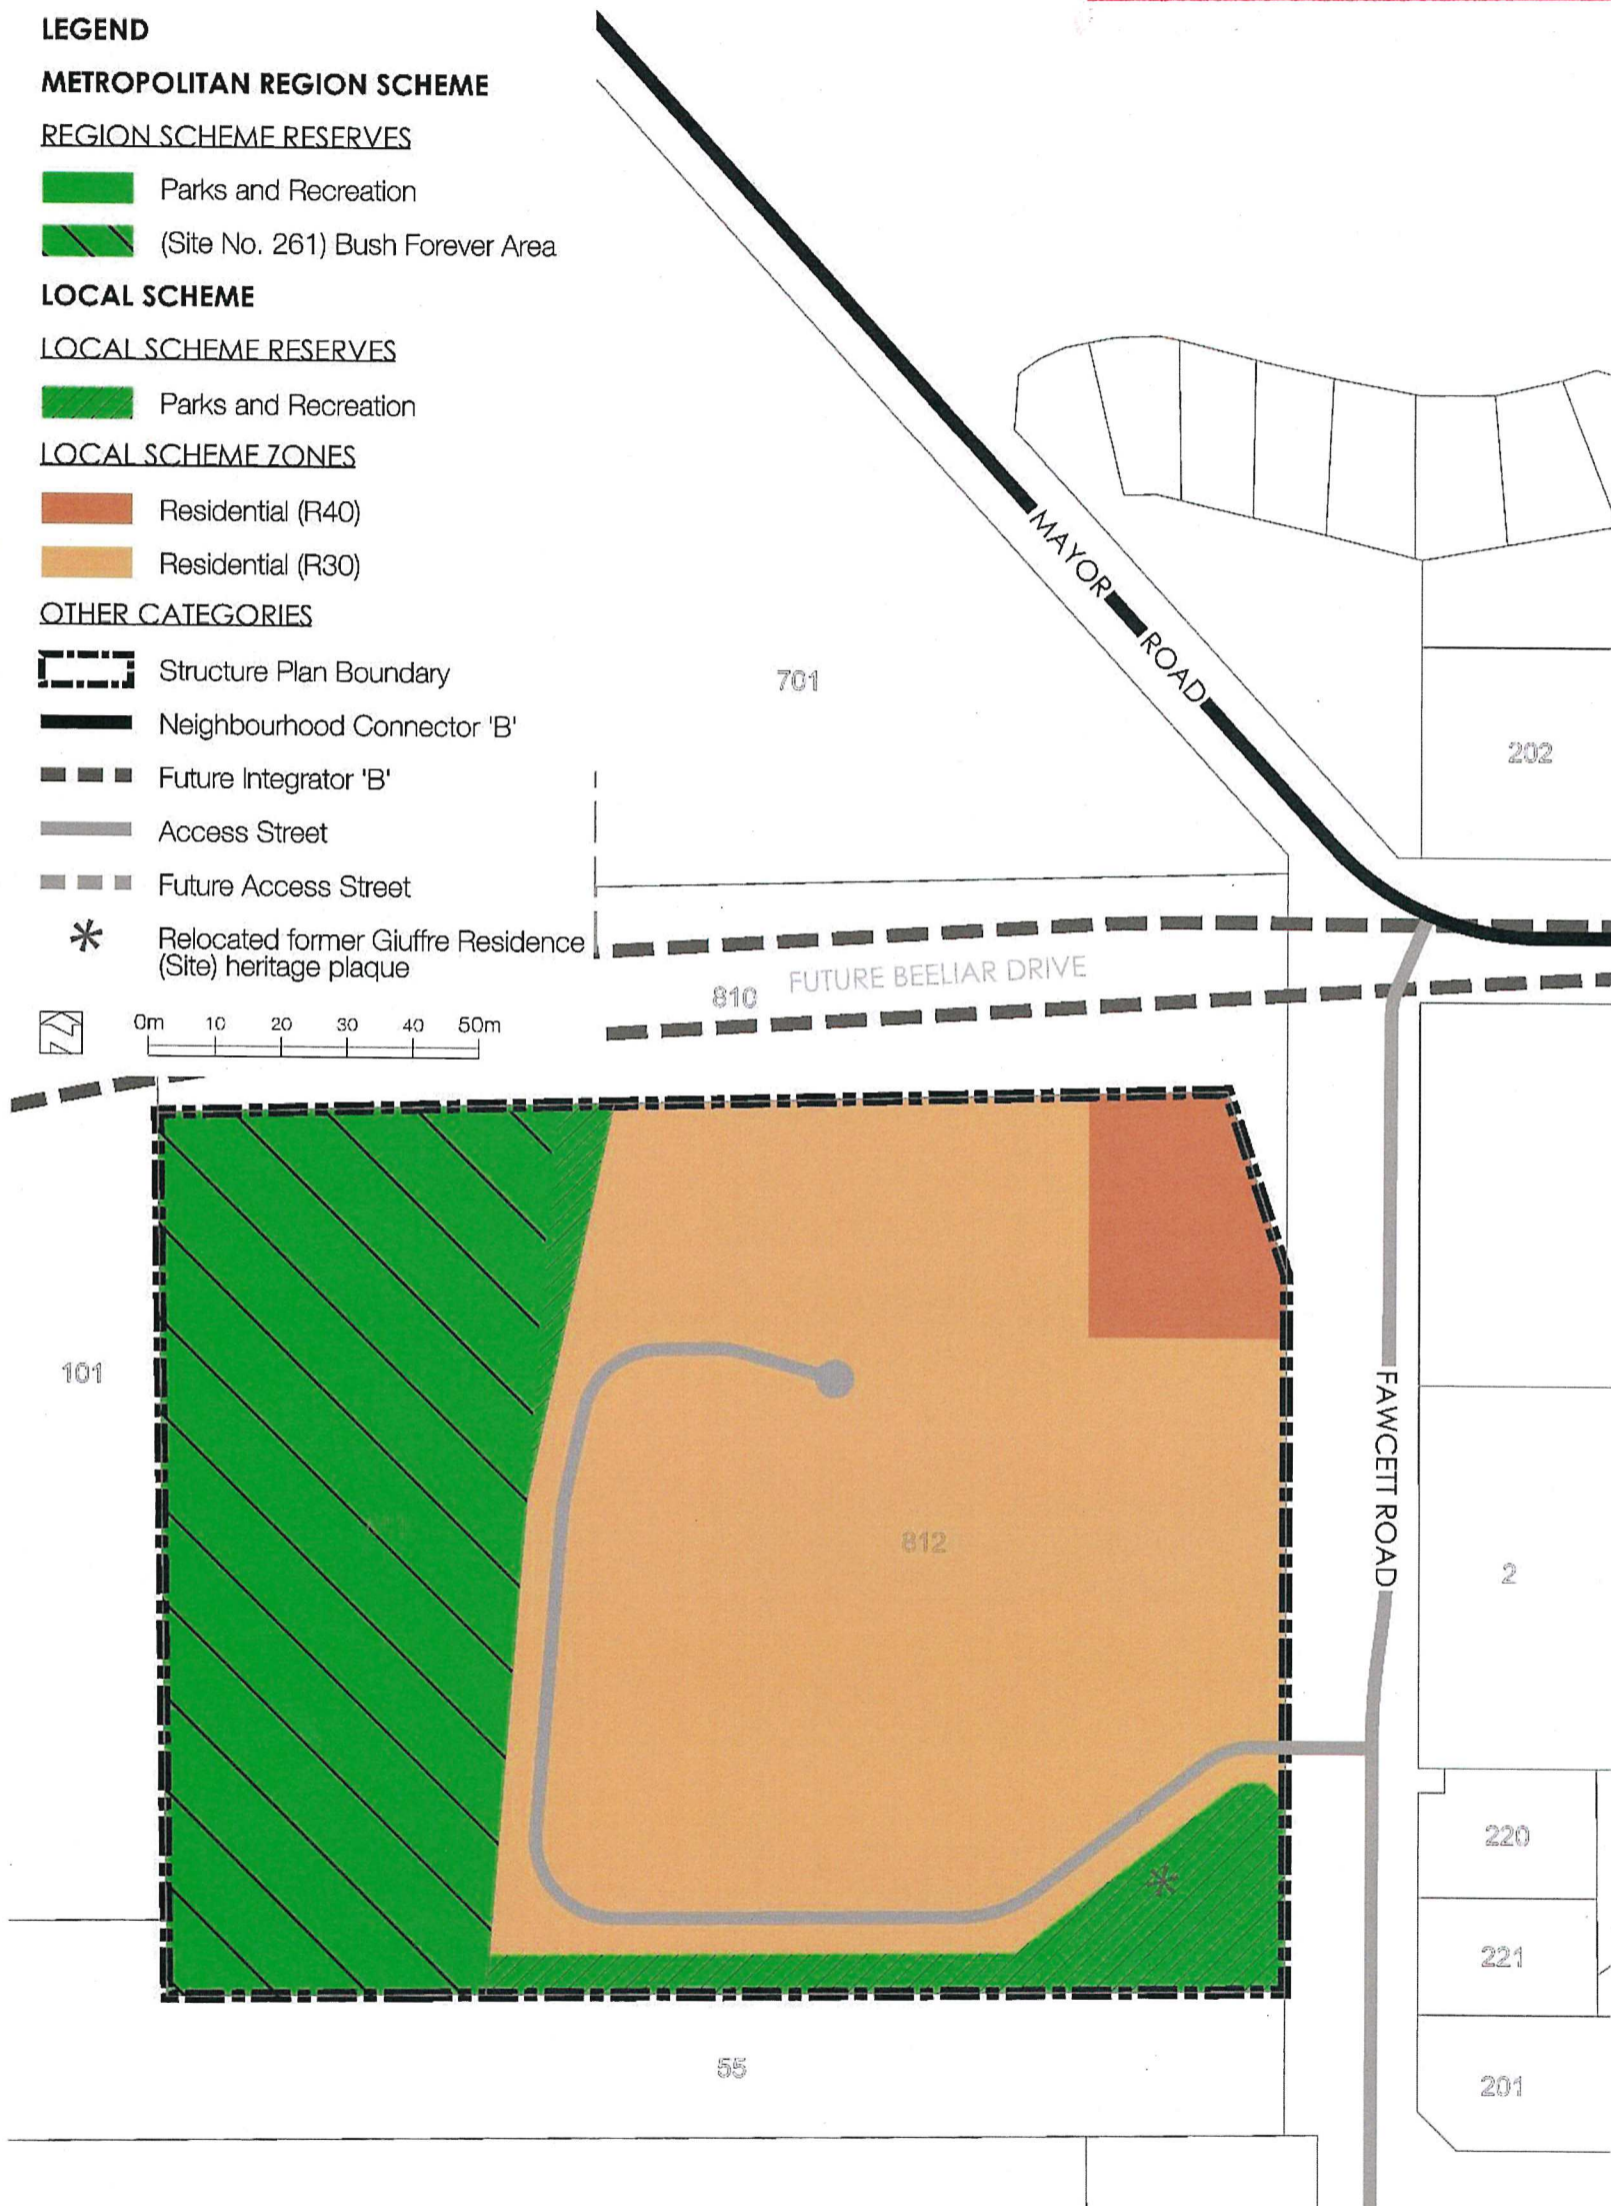 LEGEND
METROPOLITAN REGION SCHEME
REGION SCHEME RESERVES
Parks and Recreation
(Site No. 261) Bush Forever Area
LOCAL SCHEME
LOCAL SCHEME RESERVES
Parks and Recreation
LOCAL SCHEME ZONES
Residential (R40)
Residential (R30)
OTHER CATEGORIES
Structure Plan Boundary
Neighbourhood Connector 'B'
Future Integrator 'B'
Access Street
Future Access Street
Relocated former Giuffre Residence
(Site) heritage plaque
N
0m 10 20 30 40 50m
MAYOR ROAD
701
202
FUTURE BEELIAR DRIVE
810
101
812
FAWCETT ROAD
2
220
221
201
55